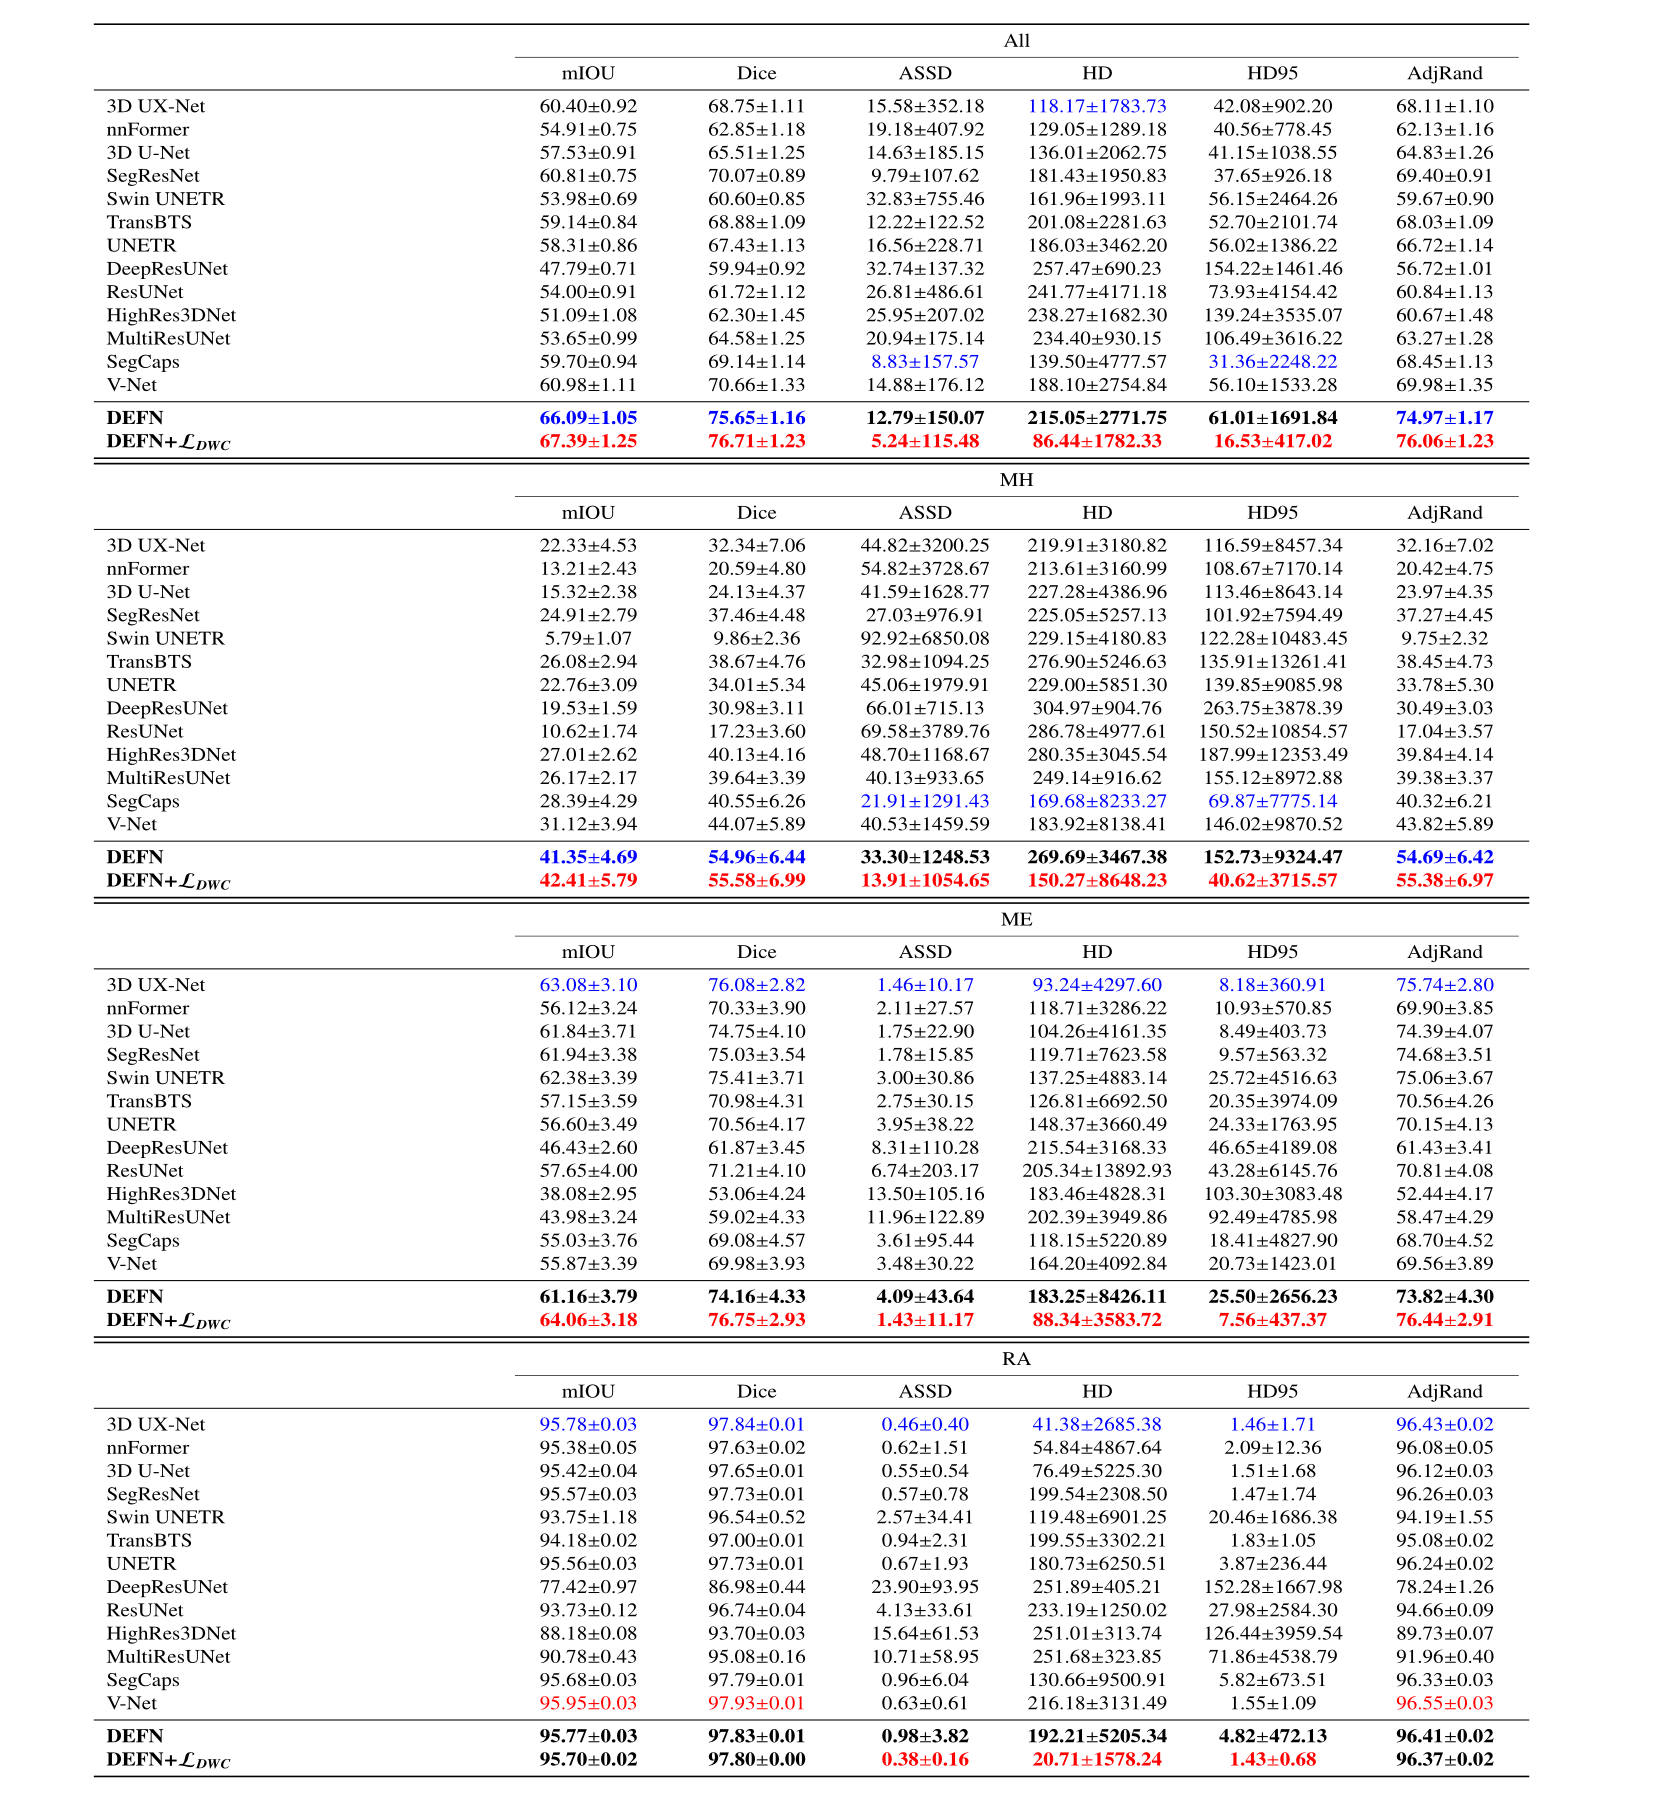 All
mIOU Dice ASSD HD HD95 AdjRand
3D UX-Net 60.40±0.92 68.75±1.11 15.58±352.18 118.17±1783.73 42.08±902.20 68.11±1.10
nnFormer 54.91±0.75 62.85±1.18 19.18±407.92 129.05±1289.18 40.56±778.45 62.13±1.16
3D U-Net 57.53±0.91 65.51±1.25 14.63±185.15 136.01±2062.75 41.15±1038.55 64.83±1.26
SegResNet 60.81±0.75 70.07±0.89 9.79±107.62 181.43±1950.83 37.65±926.18 69.40±0.91
Swin UNETR 53.98±0.69 60.60±0.85 32.83±755.46 161.96±1993.11 56.15±2464.26 59.67±0.90
TransBTS 59.14±0.84 68.88±1.09 12.22±122.52 201.08±2281.63 52.70±2101.74 68.03±1.09
UNETR 58.31±0.86 67.43±1.13 16.56±228.71 186.03±3462.20 56.02±1386.22 66.72±1.14
DeepResUNet 47.79±0.71 59.94±0.92 32.74±137.32 257.47±690.23 154.22±1461.46 56.72±1.01
ResUNet 54.00±0.91 61.72±1.12 26.81±486.61 241.77±4171.18 73.93±4154.42 60.84±1.13
HighRes3DNet 51.09±1.08 62.30±1.45 25.95±207.02 238.27±1682.30 139.24±3535.07 60.67±1.48
MultiResUNet 53.65±0.99 64.58±1.25 20.94±175.14 234.40±930.15 106.49±3616.22 63.27±1.28
SegCaps 59.70±0.94 69.14±1.14 8.83±157.57 139.50±4777.57 31.36±2248.22 68.45±1.13
V-Net 60.98±1.11 70.66±1.33 14.88±176.12 188.10±2754.84 56.10±1533.28 69.98±1.35
DEFN 66.09±1.05 75.65±1.16 12.79±150.07 215.05±2771.75 61.01±1691.84 74.97±1.17
DEFN+ℒDWC 67.39±1.25 76.71±1.23 5.24±115.48 86.44±1782.33 16.53±417.02 76.06±1.23
MH
mIOU Dice ASSD HD HD95 AdjRand
3D UX-Net 22.33±4.53 32.34±7.06 44.82±3200.25 219.91±3180.82 116.59±8457.34 32.16±7.02
nnFormer 13.21±2.43 20.59±4.80 54.82±3728.67 213.61±3160.99 108.67±7170.14 20.42±4.75
3D U-Net 15.32±2.38 24.13±4.37 41.59±1628.77 227.28±4386.96 113.46±8643.14 23.97±4.35
SegResNet 24.91±2.79 37.46±4.48 27.03±976.91 225.05±5257.13 101.92±7594.49 37.27±4.45
Swin UNETR 5.79±1.07 9.86±2.36 92.92±6850.08 229.15±4180.83 122.28±10483.45 9.75±2.32
TransBTS 26.08±2.94 38.67±4.76 32.98±1094.25 276.90±5246.63 135.91±13261.41 38.45±4.73
UNETR 22.76±3.09 34.01±5.34 45.06±1979.91 229.00±5851.30 139.85±9085.98 33.78±5.30
DeepResUNet 19.53±1.59 30.98±3.11 66.01±715.13 304.97±904.76 263.75±3878.39 30.49±3.03
ResUNet 10.62±1.74 17.23±3.60 69.58±3789.76 286.78±4977.61 150.52±10854.57 17.04±3.57
HighRes3DNet 27.01±2.62 40.13±4.16 48.70±1168.67 280.35±3045.54 187.99±12353.49 39.84±4.14
MultiResUNet 26.17±2.17 39.64±3.39 40.13±933.65 249.14±916.62 155.12±8972.88 39.38±3.37
SegCaps 28.39±4.29 40.55±6.26 21.91±1291.43 169.68±8233.27 69.87±7775.14 40.32±6.21
V-Net 31.12±3.94 44.07±5.89 40.53±1459.59 183.92±8138.41 146.02±9870.52 43.82±5.89
DEFN 41.35±4.69 54.96±6.44 33.30±1248.53 269.69±3467.38 152.73±9324.47 54.69±6.42
DEFN+ℒDWC 42.41±5.79 55.58±6.99 13.91±1054.65 150.27±8648.23 40.62±3715.57 55.38±6.97
ME
mIOU Dice ASSD HD HD95 AdjRand
3D UX-Net 63.08±3.10 76.08±2.82 1.46±10.17 93.24±4297.60 8.18±360.91 75.74±2.80
nnFormer 56.12±3.24 70.33±3.90 2.11±27.57 118.71±3286.22 10.93±570.85 69.90±3.85
3D U-Net 61.84±3.71 74.75±4.10 1.75±22.90 104.26±4161.35 8.49±403.73 74.39±4.07
SegResNet 61.94±3.38 75.03±3.54 1.78±15.85 119.71±7623.58 9.57±563.32 74.68±3.51
Swin UNETR 62.38±3.39 75.41±3.71 3.00±30.86 137.25±4883.14 25.72±4516.63 75.06±3.67
TransBTS 57.15±3.59 70.98±4.31 2.75±30.15 126.81±6692.50 20.35±3974.09 70.56±4.26
UNETR 56.60±3.49 70.56±4.17 3.95±38.22 148.37±3660.49 24.33±1763.95 70.15±4.13
DeepResUNet 46.43±2.60 61.87±3.45 8.31±110.28 215.54±3168.33 46.65±4189.08 61.43±3.41
ResUNet 57.65±4.00 71.21±4.10 6.74±203.17 205.34±13892.93 43.28±6145.76 70.81±4.08
HighRes3DNet 38.08±2.95 53.06±4.24 13.50±105.16 183.46±4828.31 103.30±3083.48 52.44±4.17
MultiResUNet 43.98±3.24 59.02±4.33 11.96±122.89 202.39±3949.86 92.49±4785.98 58.47±4.29
SegCaps 55.03±3.76 69.08±4.57 3.61±95.44 118.15±5220.89 18.41±4827.90 68.70±4.52
V-Net 55.87±3.39 69.98±3.93 3.48±30.22 164.20±4092.84 20.73±1423.01 69.56±3.89
DEFN 61.16±3.79 74.16±4.33 4.09±43.64 183.25±8426.11 25.50±2656.23 73.82±4.30
DEFN+ℒDWC 64.06±3.18 76.75±2.93 1.43±11.17 88.34±3583.72 7.56±437.37 76.44±2.91
RA
mIOU Dice ASSD HD HD95 AdjRand
3D UX-Net 95.78±0.03 97.84±0.01 0.46±0.40 41.38±2685.38 1.46±1.71 96.43±0.02
nnFormer 95.38±0.05 97.63±0.02 0.62±1.51 54.84±4867.64 2.09±12.36 96.08±0.05
3D U-Net 95.42±0.04 97.65±0.01 0.55±0.54 76.49±5225.30 1.51±1.68 96.12±0.03
SegResNet 95.57±0.03 97.73±0.01 0.57±0.78 199.54±2308.50 1.47±1.74 96.26±0.03
Swin UNETR 93.75±1.18 96.54±0.52 2.57±34.41 119.48±6901.25 20.46±1686.38 94.19±1.55
TransBTS 94.18±0.02 97.00±0.01 0.94±2.31 199.55±3302.21 1.83±1.05 95.08±0.02
UNETR 95.56±0.03 97.73±0.01 0.67±1.93 180.73±6250.51 3.87±236.44 96.24±0.02
DeepResUNet 77.42±0.97 86.98±0.44 23.90±93.95 251.89±405.21 152.28±1667.98 78.24±1.26
ResUNet 93.73±0.12 96.74±0.04 4.13±33.61 233.19±1250.02 27.98±2584.30 94.66±0.09
HighRes3DNet 88.18±0.08 93.70±0.03 15.64±61.53 251.01±313.74 126.44±3959.54 89.73±0.07
MultiResUNet 90.78±0.43 95.08±0.16 10.71±58.95 251.68±323.85 71.86±4538.79 91.96±0.40
SegCaps 95.68±0.03 97.79±0.01 0.96±6.04 130.66±9500.91 5.82±673.51 96.33±0.03
V-Net 95.95±0.03 97.93±0.01 0.63±0.61 216.18±3131.49 1.55±1.09 96.55±0.03
DEFN 95.77±0.03 97.83±0.01 0.98±3.82 192.21±5205.34 4.82±472.13 96.41±0.02
DEFN+ℒDWC 95.70±0.02 97.80±0.00 0.38±0.16 20.71±1578.24 1.43±0.68 96.37±0.02